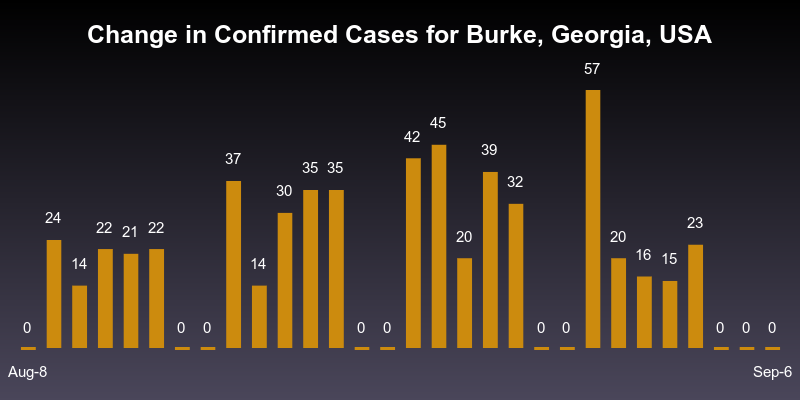 Change in Confirmed Cases for Burke, Georgia, USA
0 24 14 22 21 22 0 0 37 14 30 35 35 0 0 42 45 20 39 32 0 0 57 20 16 15 23 0 0 0
Aug-8 Sep-6